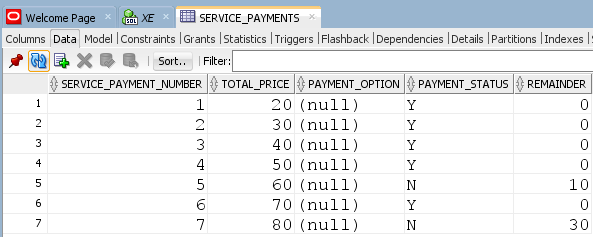 Welcome Page XE SERVICE_PAYMENTS
Columns Data Model Constraints Grants Statistics Triggers Flashback Dependencies Details Partitions Indexes
Sort.. Filter:
SERVICE_PAYMENT_NUMBER TOTAL_PRICE PAYMENT_OPTION PAYMENT_STATUS REMAINDER
1 1 20 (null) Y 0
2 2 30 (null) Y 0
3 3 40 (null) Y 0
4 4 50 (null) Y 0
5 5 60 (null) N 10
6 6 70 (null) Y 0
7 7 80 (null) N 30